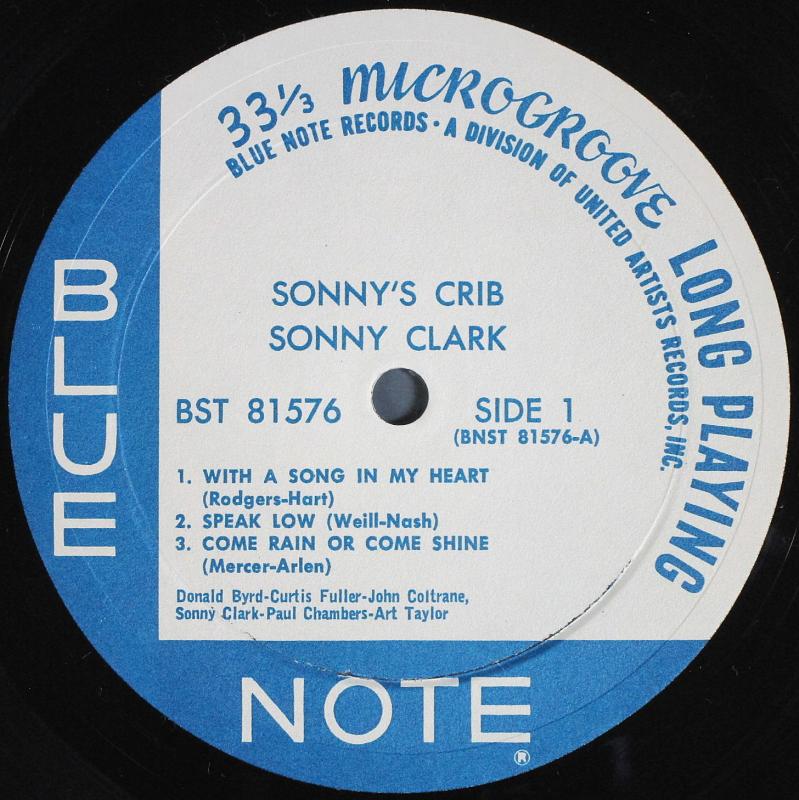 33⅓ MICROGROOVE LONG PLAYING
BLUE NOTE RECORDS • A DIVISION OF UNITED ARTISTS RECORDS, INC.
BLUE
SONNY'S CRIB
SONNY CLARK
BST 81576
SIDE 1
(BNST 81576-A)
1. WITH A SONG IN MY HEART
(Rodgers-Hart)
2. SPEAK LOW (Weill-Nash)
3. COME RAIN OR COME SHINE
(Mercer-Arlen)
Donald Byrd-Curtis Fuller-John Coltrane,
Sonny Clark-Paul Chambers-Art Taylor
NOTE
®